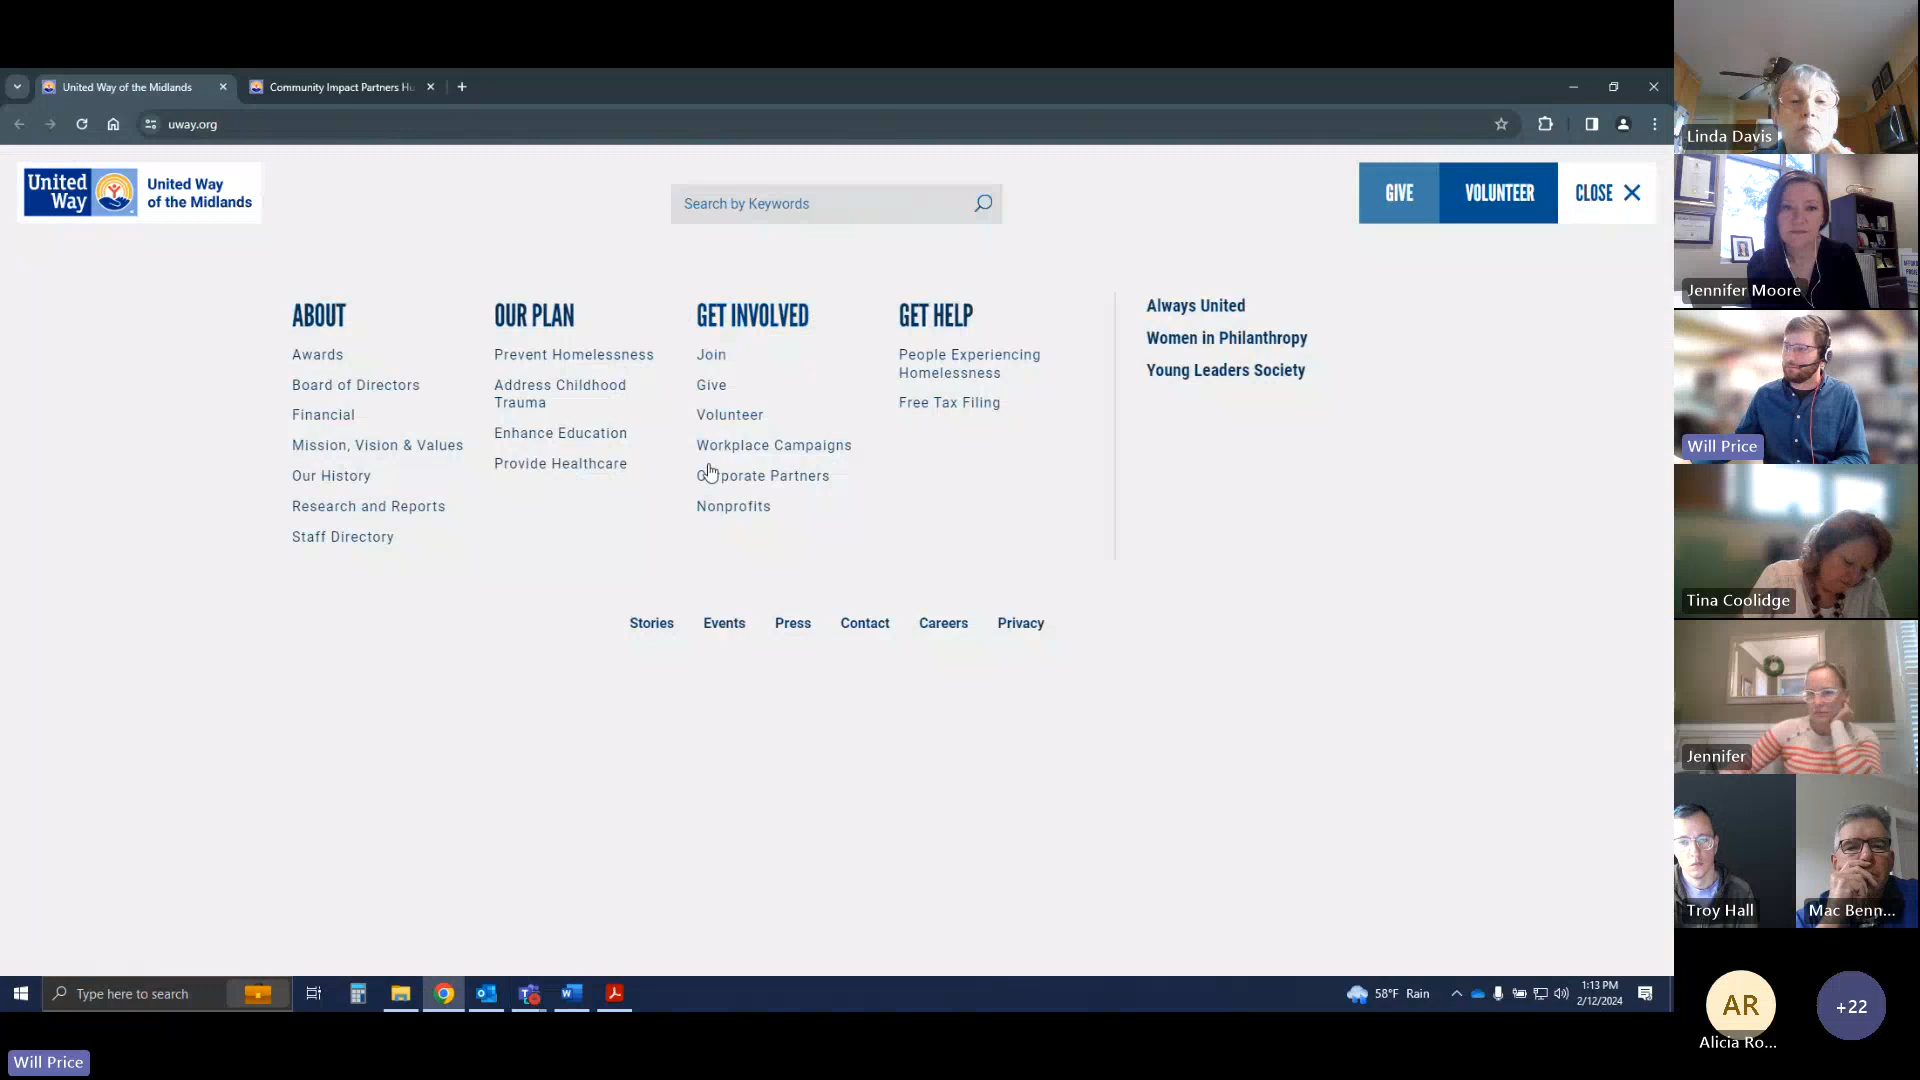 United Way of the Midlands
Community Impact Partners Hu
uway.org
United
Way
United Way
of the Midlands
Search by Keywords
GIVE
VOLUNTEER
CLOSE
ABOUT
Awards
Board of Directors
Financial
Mission, Vision & Values
Our History
Research and Reports
Staff Directory
OUR PLAN
Prevent Homelessness
Address Childhood
Trauma
Enhance Education
Provide Healthcare
GET INVOLVED
Join
Give
Volunteer
Workplace Campaigns
Corporate Partners
Nonprofits
GET HELP
People Experiencing
Homelessness
Free Tax Filing
Always United
Women in Philanthropy
Young Leaders Society
Stories Events Press Contact Careers Privacy
Type here to search
58°F Rain
1:13 PM
2/12/2024
Will Price
Linda Davis
Jennifer Moore
Will Price
Tina Coolidge
Jennifer
Troy Hall
Mac Benn...
AR
Alicia Ro...
+22